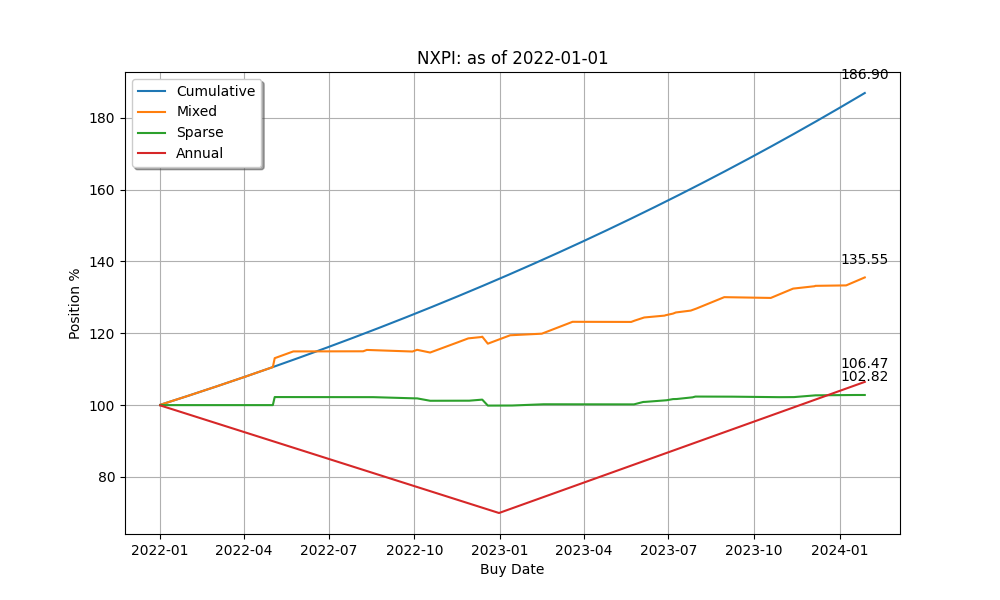 NXPI: as of 2022-01-01
186.90
Cumulative
Mixed
Sparse
Annual
180
160
140
120
100
80
135.55
106.47
102.82
Position %
2022-01 2022-04 2022-07 2022-10 2023-01 2023-04 2023-07 2023-10 2024-01
Buy Date